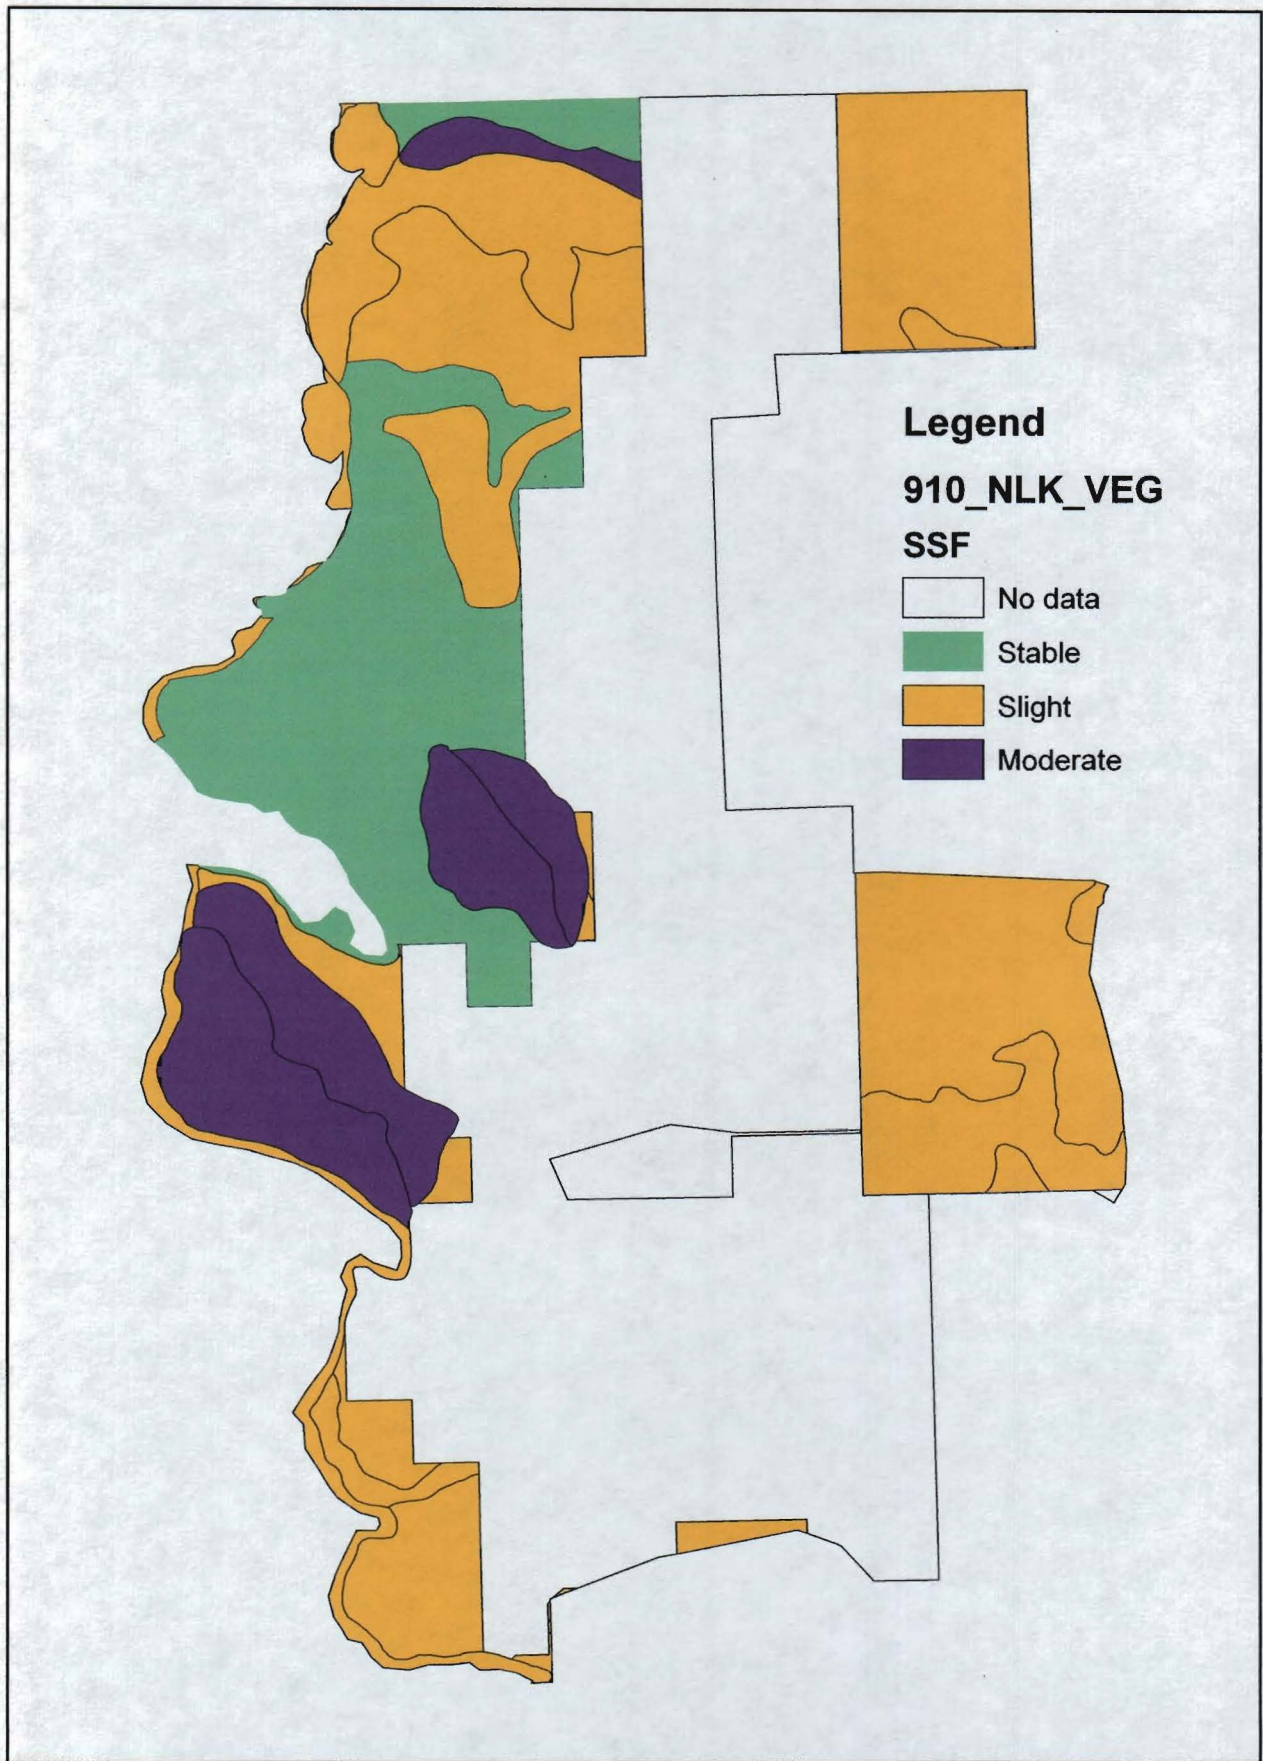 Legend
910_NLK_VEG
SSF
No data
Stable
Slight
Moderate